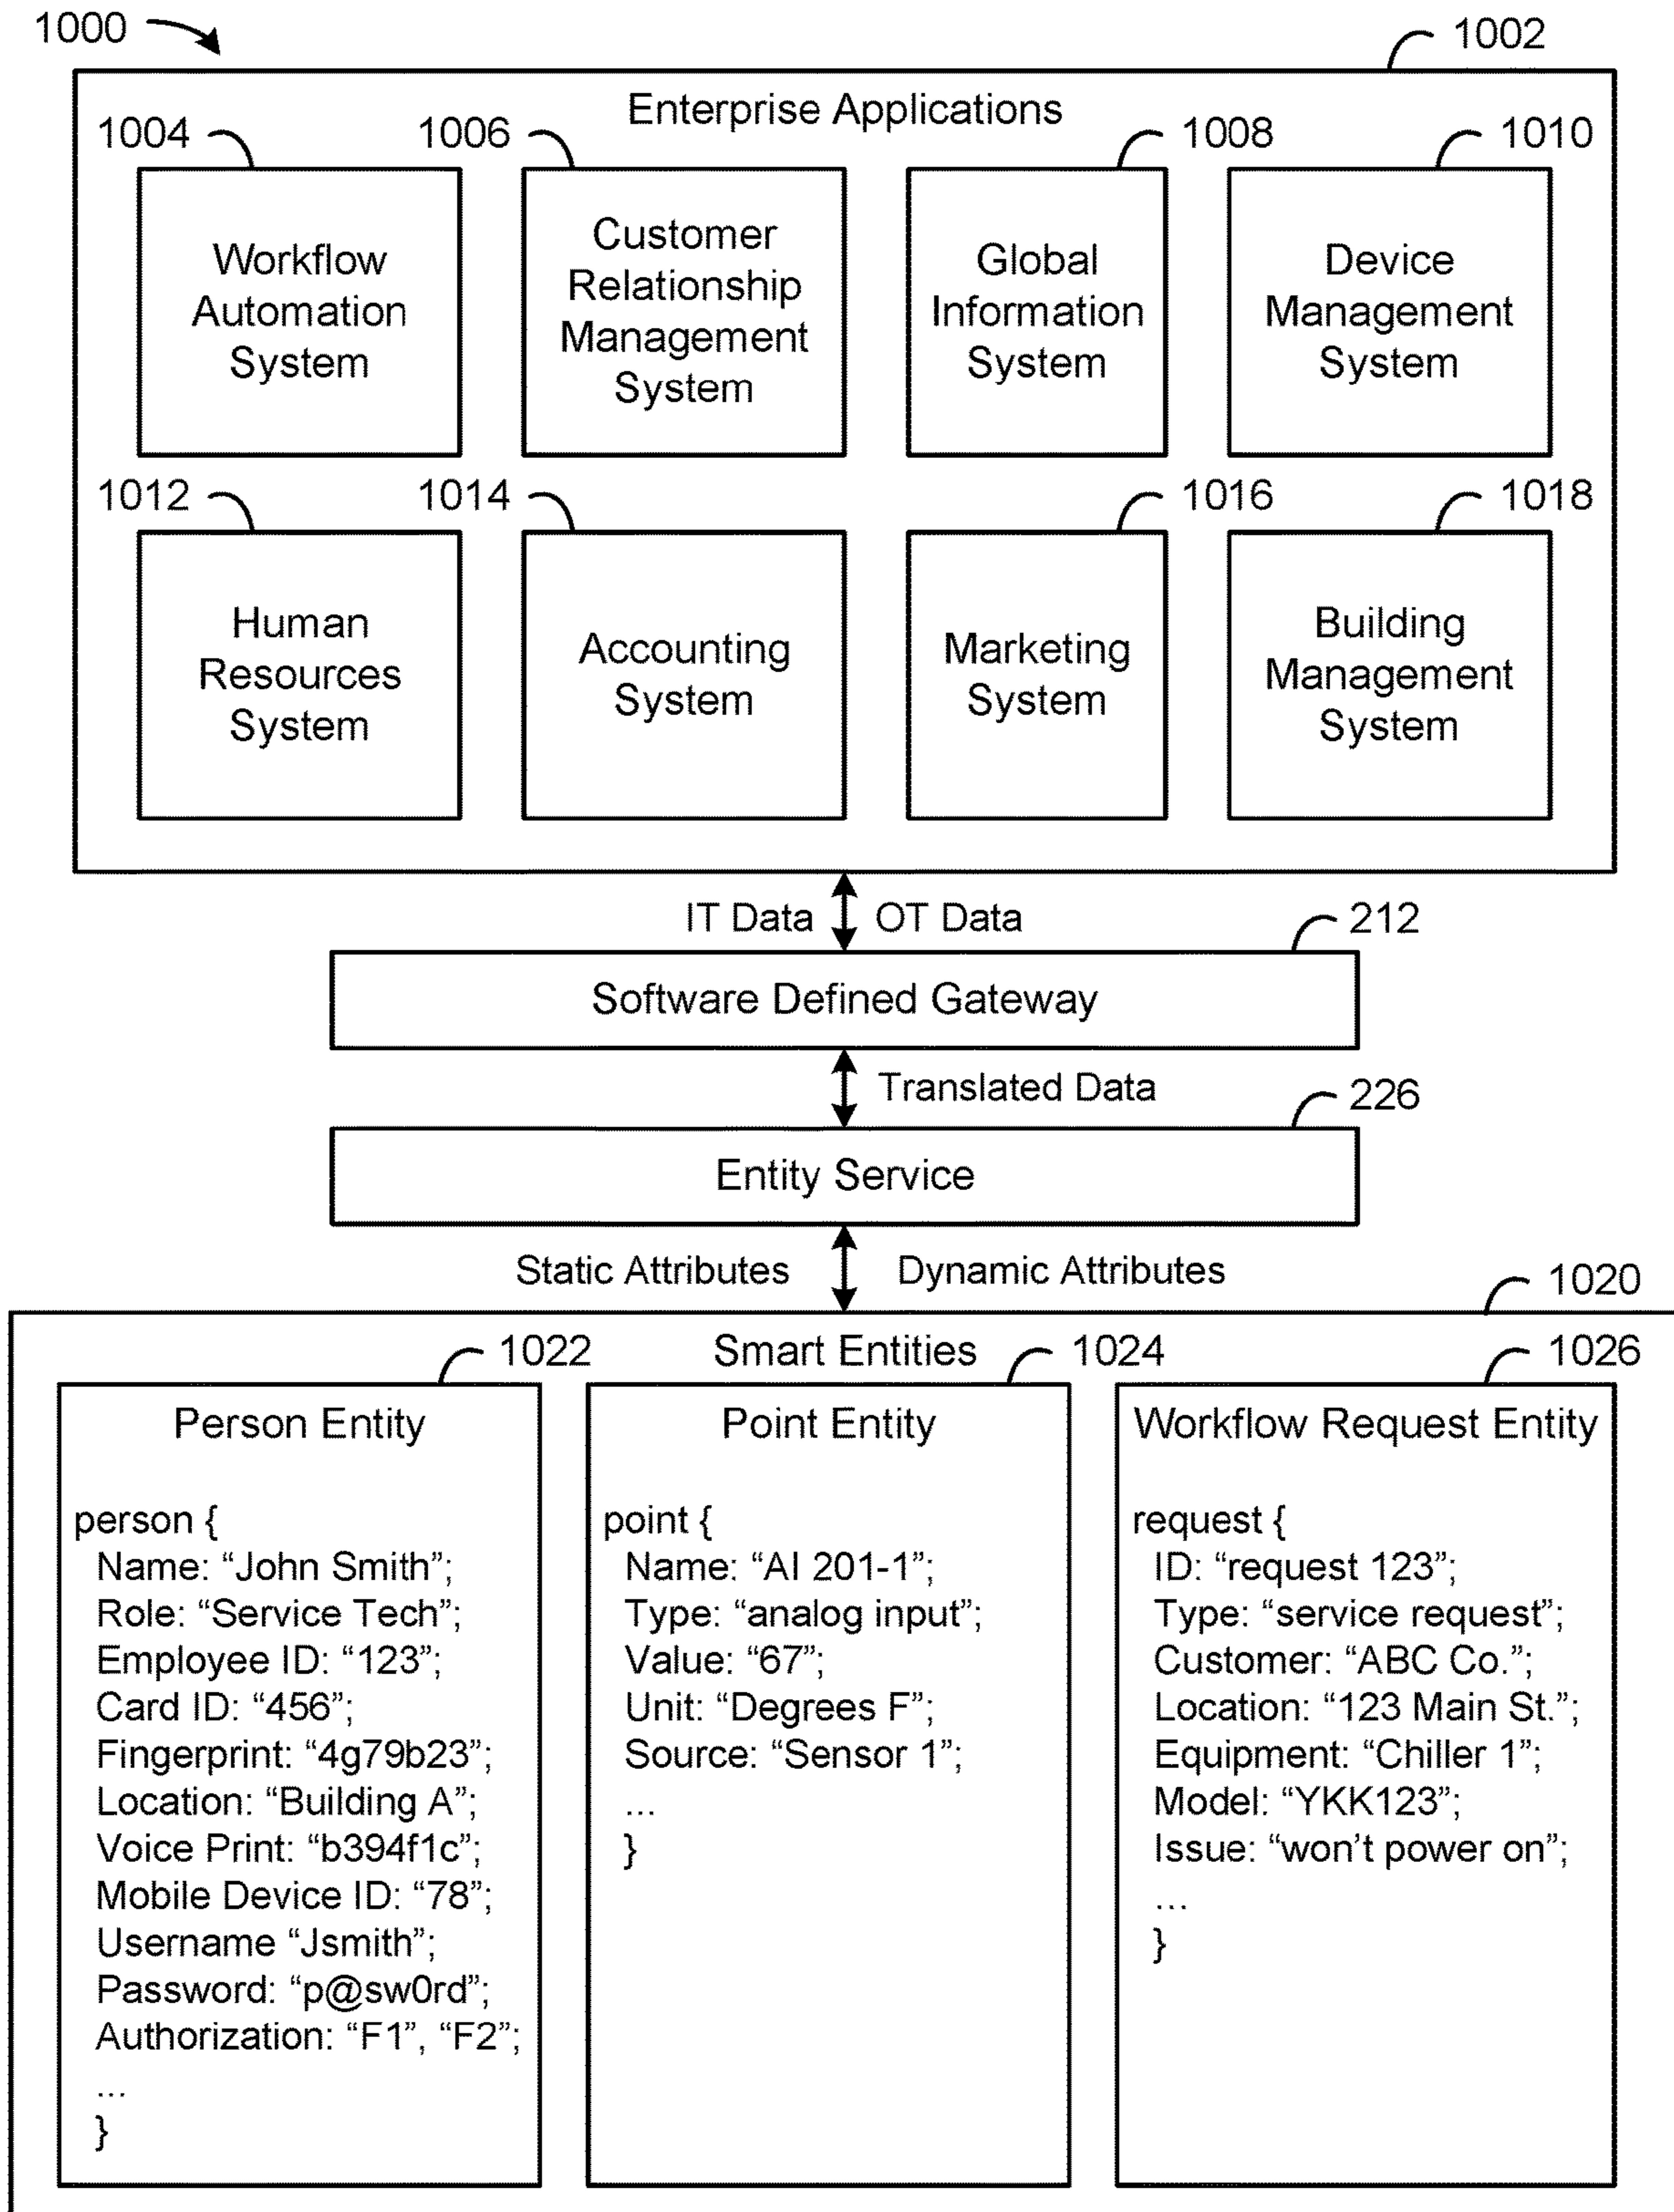 1000
1002
Enterprise Applications
1004
1006
1008
1010
Workflow
Automation
System
Customer
Relationship
Management
System
Global
Information
System
Device
Management
System
1012
1014
1016
1018
Human
Resources
System
Accounting
System
Marketing
System
Building
Management
System
IT Data
OT Data
212
Software Defined Gateway
Translated Data
226
Entity Service
Static Attributes
Dynamic Attributes
1020
Smart Entities
1022
1024
1026
Person Entity
person {
Name: “John Smith”;
Role: “Service Tech”;
Employee ID: “123”;
Card ID: “456”;
Fingerprint: “4g79b23”;
Location: “Building A”;
Voice Print: “b394f1c”;
Mobile Device ID: “78”;
Username “Jsmith”;
Password: “p@sw0rd”;
Authorization: “F1”, “F2”;
...
}
Point Entity
point {
Name: “AI 201-1”;
Type: “analog input”;
Value: “67”;
Unit: “Degrees F”;
Source: “Sensor 1”;
...
}
Workflow Request Entity
request {
ID: “request 123”;
Type: “service request”;
Customer: “ABC Co.”;
Location: “123 Main St.”;
Equipment: “Chiller 1”;
Model: “YKK123”;
Issue: “won’t power on”;
...
}